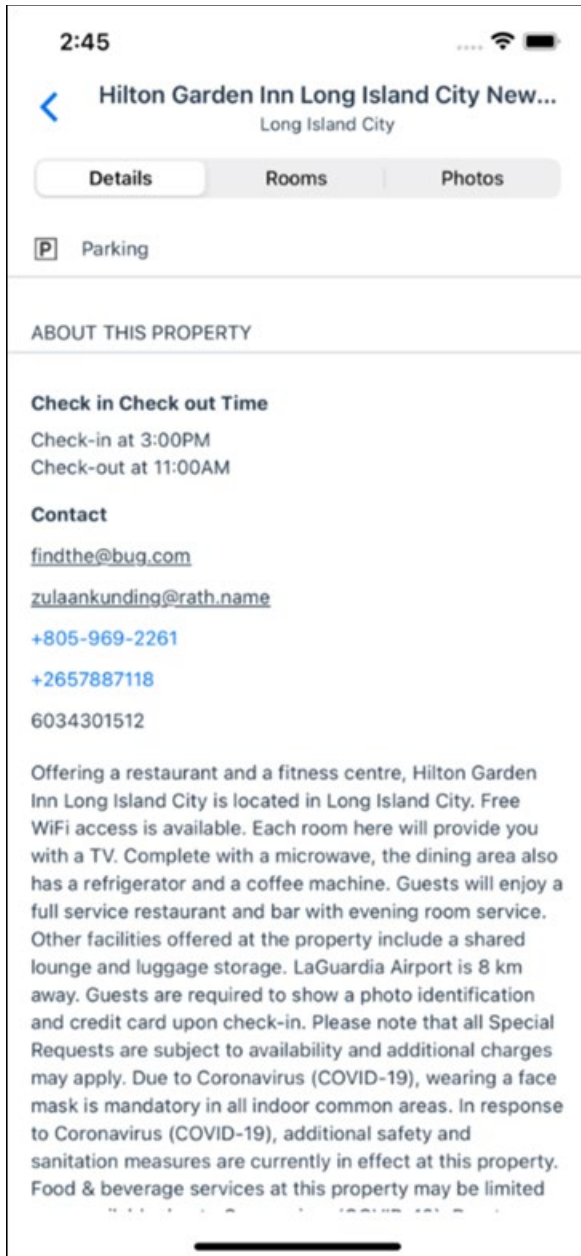 2:45
Hilton Garden Inn Long Island City New...
Long Island City
Details Rooms Photos
P Parking
ABOUT THIS PROPERTY
Check in Check out Time
Check-in at 3:00PM
Check-out at 11:00AM
Contact
findthe@bug.com
zulaankunding@rath.name
+805-969-2261
+2657887118
6034301512
Offering a restaurant and a fitness centre, Hilton Garden
Inn Long Island City is located in Long Island City. Free
WiFi access is available. Each room here will provide you
with a TV. Complete with a microwave, the dining area also
has a refrigerator and a coffee machine. Guests will enjoy a
full service restaurant and bar with evening room service.
Other facilities offered at the property include a shared
lounge and luggage storage. LaGuardia Airport is 8 km
away. Guests are required to show a photo identification
and credit card upon check-in. Please note that all Special
Requests are subject to availability and additional charges
may apply. Due to Coronavirus (COVID-19), wearing a face
mask is mandatory in all indoor common areas. In response
to Coronavirus (COVID-19), additional safety and
sanitation measures are currently in effect at this property.
Food & beverage services at this property may be limited